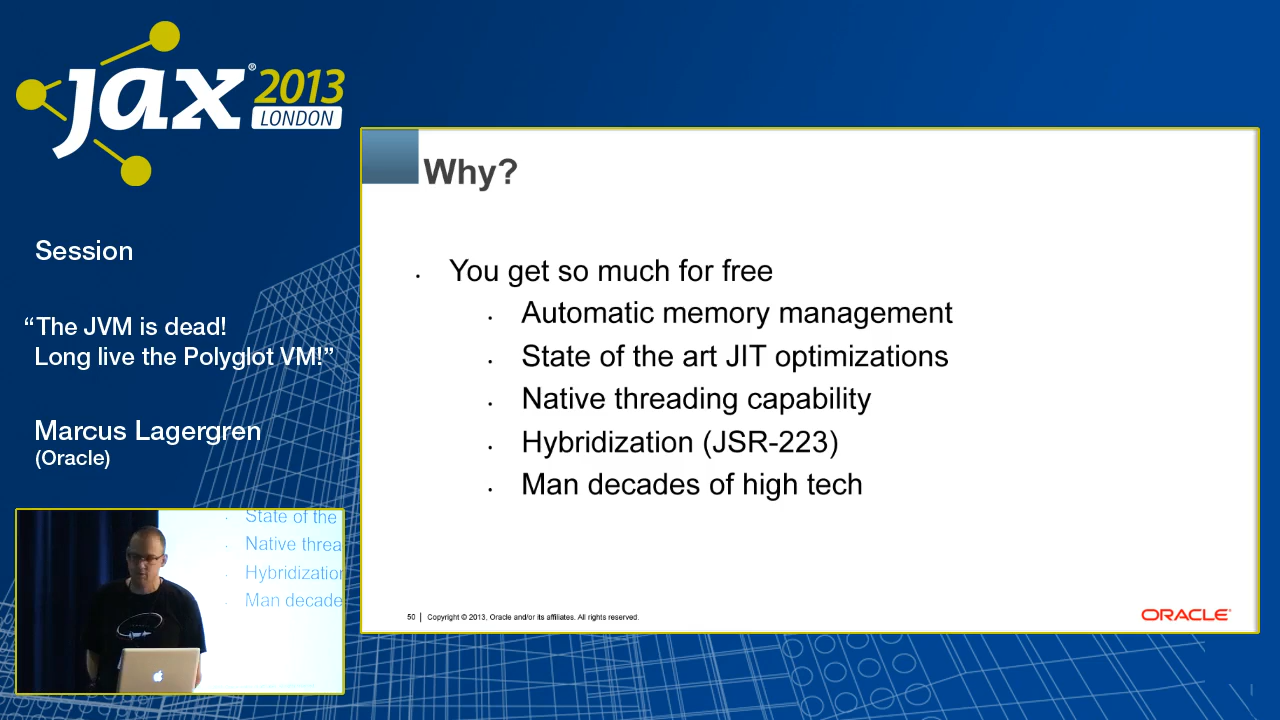 jax® 2013
LONDON
Session
“The JVM is dead!
Long live the Polyglot VM!”
Marcus Lagergren
(Oracle)
Why?
• You get so much for free
• Automatic memory management
• State of the art JIT optimizations
• Native threading capability
• Hybridization (JSR-223)
• Man decades of high tech
50 | Copyright © 2013, Oracle and/or its affiliates. All rights reserved.
ORACLE®
State of the
Native threa
Hybridization
Man decade